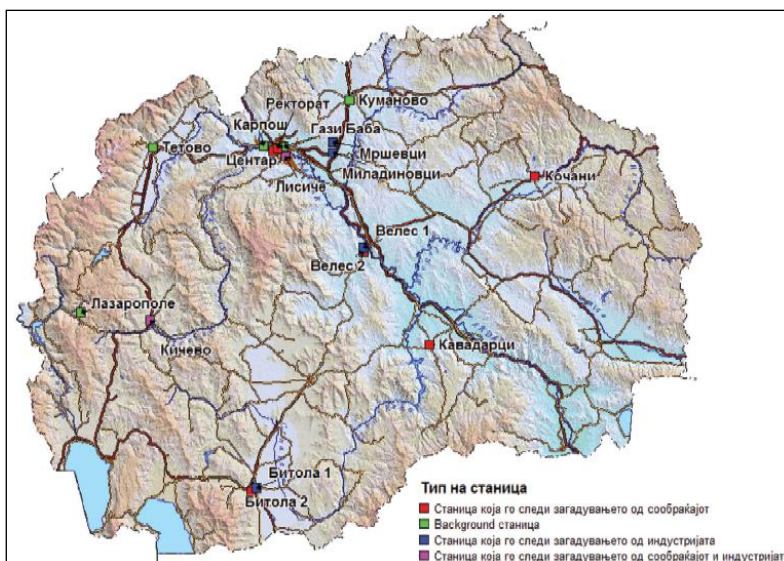 Ректорат
Куманово
Карпош
Гази Баба
Тетово
Центар
Мршевци
Миладиновци
Кочани
Лисиче
Велес 1
Велес 2
Лазарополе
Кичево
Кавадарци
Битола 1
Битола 2
Тип на станица
Станица која го следи загадувањето од сообраќајот
Background станица
Станица која го следи загадувањето од индустријата
Станица која го следи загадувањето од сообраќајот и индустријат